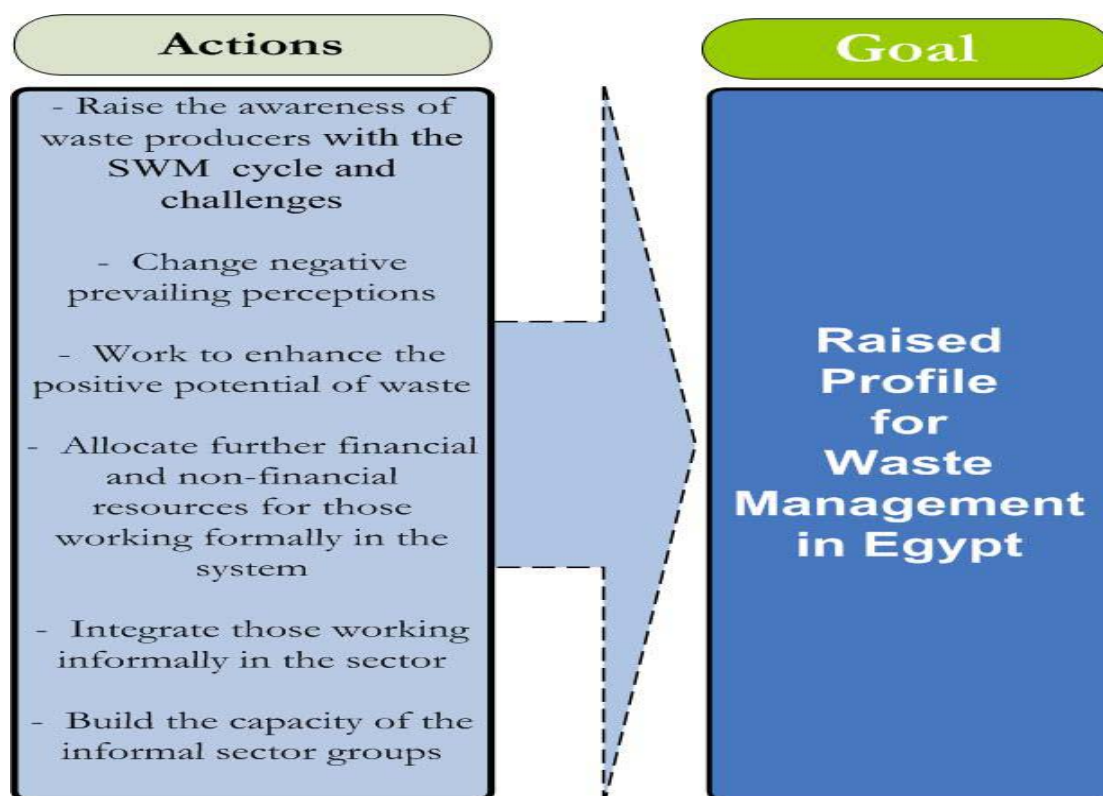 Actions
- Raise the awareness of
waste producers with the
SWM cycle and
challenges
- Change negative
prevailing perceptions
- Work to enhance the
positive potential of waste
- Allocate further financial
and non-financial
resources for those
working formally in the
system
- Integrate those working
informally in the sector
- Build the capacity of the
informal sector groups
Goal
Raised
Profile
for
Waste
Management
in Egypt